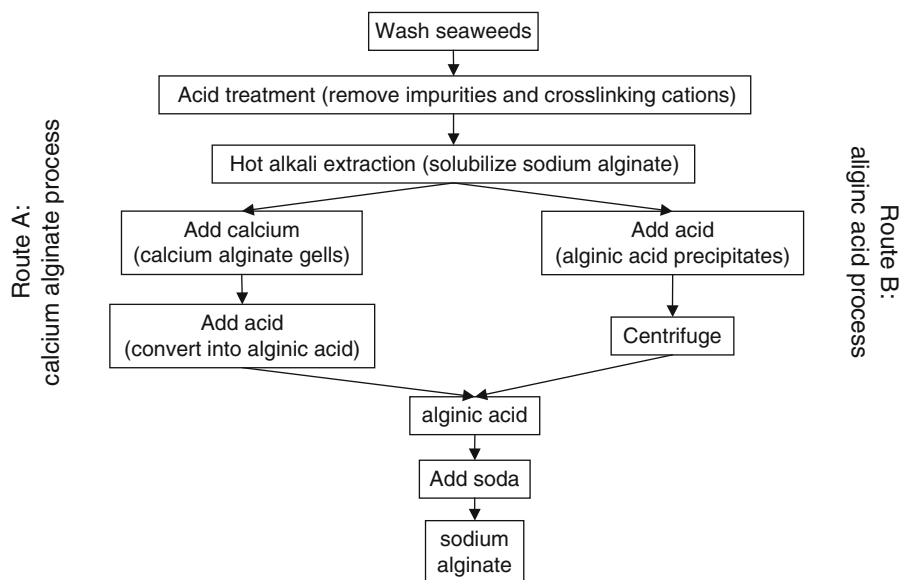 Wash seaweeds
Acid treatment (remove impurities and crosslinking cations)
Hot alkali extraction (solubilize sodium alginate)
Route A:
calcium alginate process
Add calcium
(calcium alginate gells)
Add acid
(convert into alginic acid)
Route B:
aliginc acid process
Add acid
(alginic acid precipitates)
Centrifuge
alginic acid
Add soda
sodium
alginate